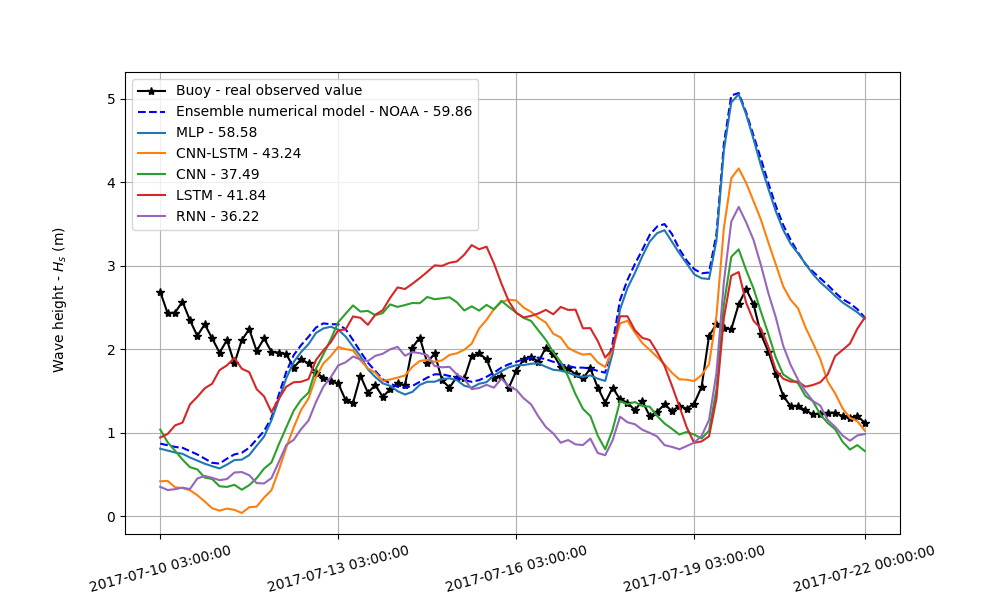 Buoy - real observed value
Ensemble numerical model - NOAA - 59.86
MLP - 58.58
CNN-LSTM - 43.24
CNN - 37.49
LSTM - 41.84
RNN - 36.22
Wave height - Hs (m)
5
4
3
2
1
0
2017-07-10 03:00:00
2017-07-13 03:00:00
2017-07-16 03:00:00
2017-07-19 03:00:00
2017-07-22 00:00:00